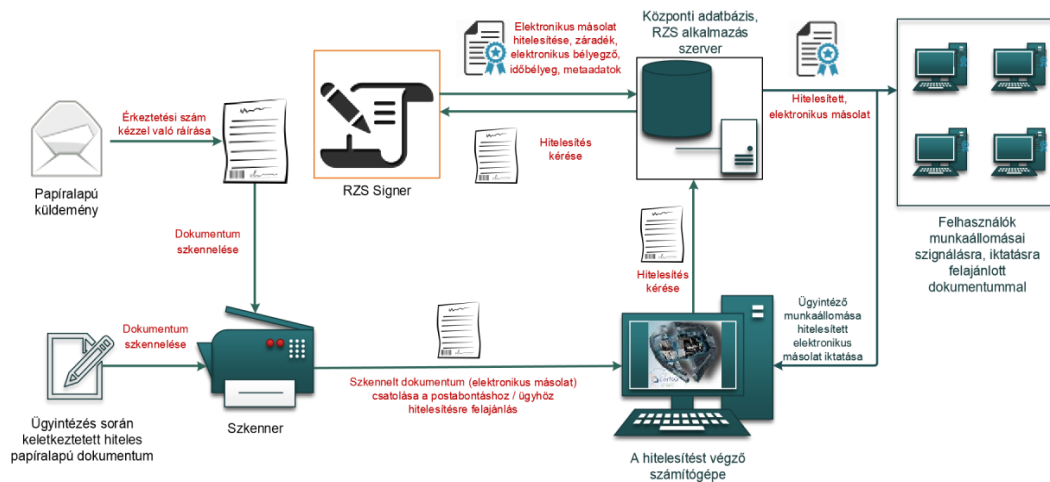 Elektronikus másolat
hitelesítése, záradék,
elektronikus bélyegző,
időbélyeg, metaadatok
Központi adatbázis,
RZS alkalmazás
szerver
Érkeztetési szám
kézzel való ráírása
Hitelesített,
elektronikus másolat
Hitelesítés
kérése
Papíralapú
küldemény
RZS Signer
Felhasználók
munkaállomásai
szignálásra, iktatásra
felajánlott
dokumentummal
Dokumentum
szkennelése
Hitelesítés
kérése
Ügyintéző
munkaállomása
hitelesített
elektronikus
másolat iktatása
Dokumentum
szkennelése
Szkennelt dokumentum (elektronikus másolat)
csatolása a postabontáshoz / ügyhöz
hitelesítésre felajánlás
Szkenner
Ügyintézés során
keletkeztetett hiteles
papíralapú dokumentum
A hitelesítést végző
számítógépe